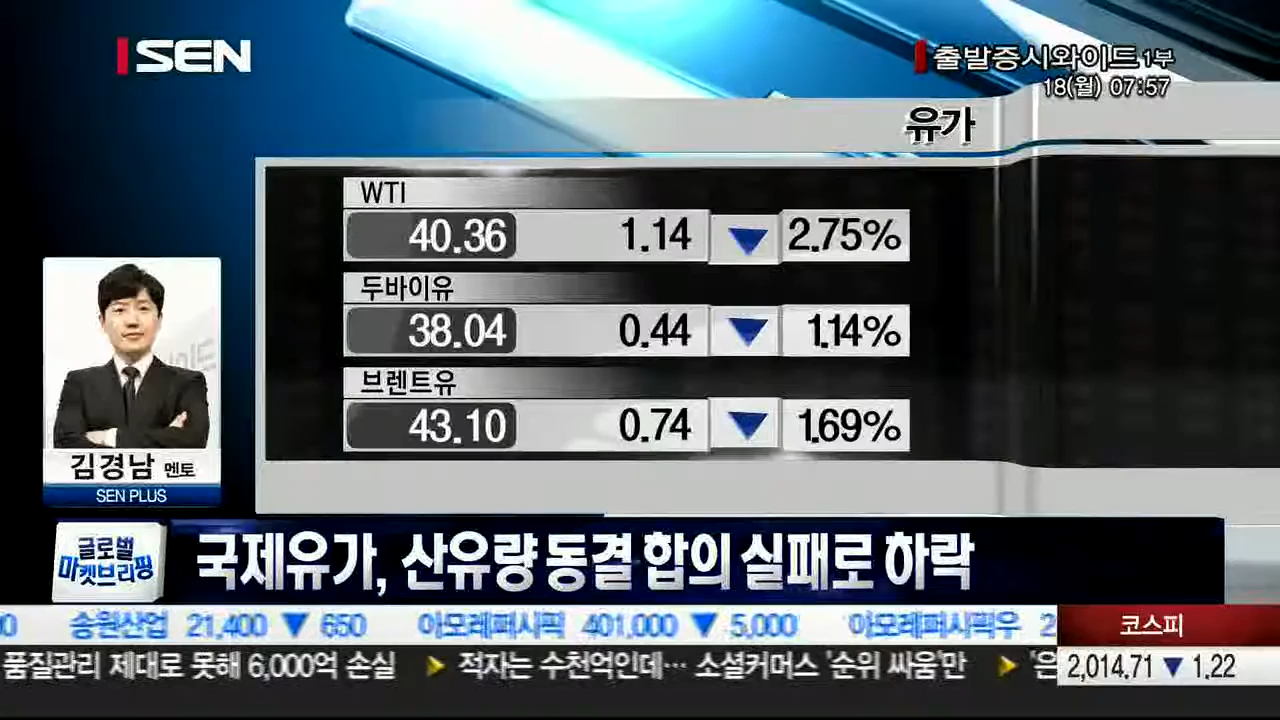 SEN
출발증시와이드 1부
18(월) 07:57
유가
WTI
40.36 1.14 ▼ 2.75%
두바이유
38.04 0.44 ▼ 1.14%
브렌트유
43.10 0.74 ▼ 1.69%
김경남 멘토
SEN PLUS
글로벌
마켓브리핑
국제유가, 산유량 동결 합의 실패로 하락
0 송원산업 21,400 ▼ 650 아모레퍼시픽 401,000 ▼ 5,000 아모레퍼시픽우 2
코스피
품질관리 제대로 못해 6,000억 손실 ▶ 적자는 수천억인데… 소셜커머스 '순위 싸움'만 ▶ '은
2,014.71 ▼ 1.22